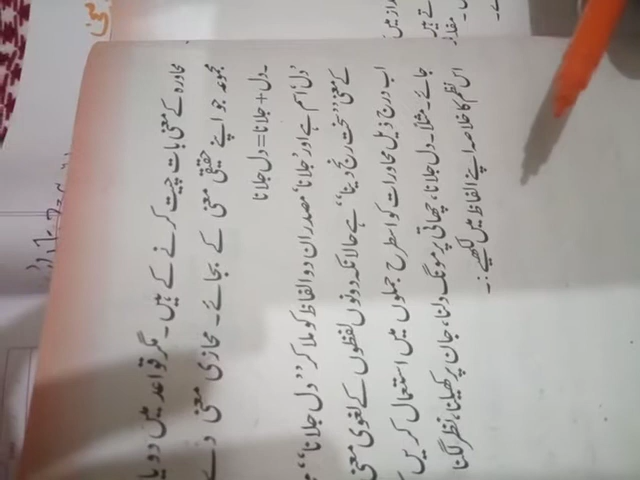 محاورہ کے معنی بات چیت کرنے کے ہیں۔ مگر قواعد میں دو یا
مجموعہ جو اپنے حقیقی معنی کے بجائے۔ مجازی معنی دے
۔ دل + جلانا = دل جلانا
دل اسم ہے اور 'جلانا' مصدر ان دو الفاظ کو ملا کر "دل جلانا"
کے معنی "سخت رنج دینا" ہے حالانکہ دونوں لفظوں کے لغوی معنی
اب درج ذیل محاورات کو اسطرح جملوں میں استعمال کریں
جائے۔ مثلاً۔ دل جلانا، چھاتی پر مونگ دلنا، جان پر کھیلنا، نظر لگنا
اس نظم کا خلاصہ اپنے الفاظ میں لکھیے :۔